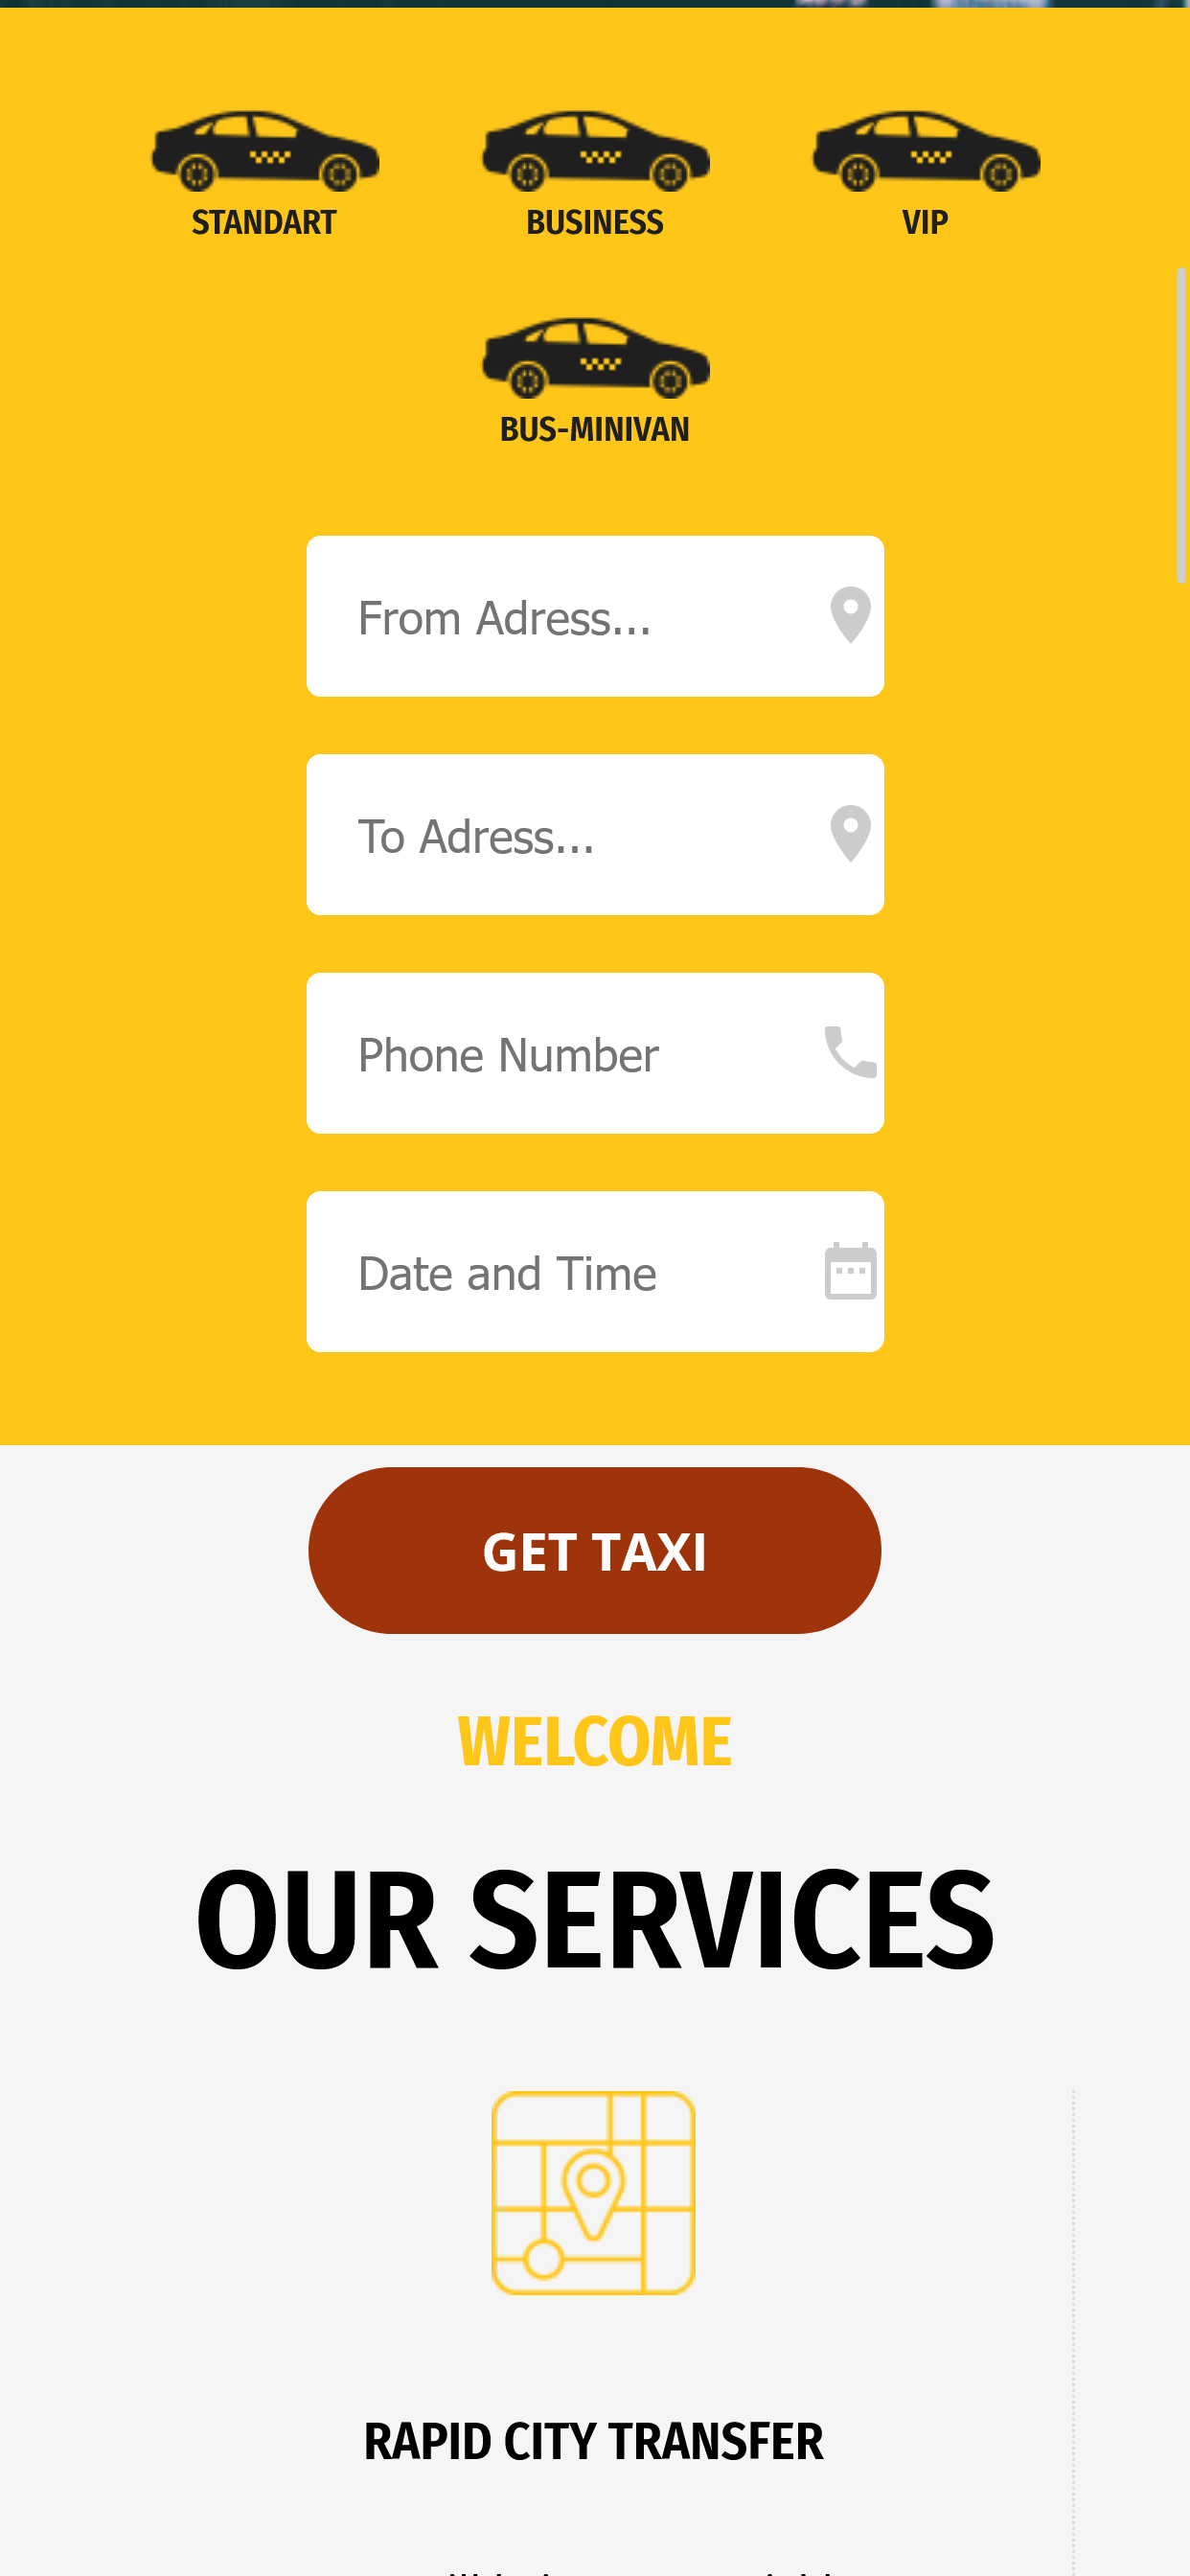 STANDART BUSINESS VIP
BUS-MINIVAN
From Adress...
To Adress...
Phone Number
Date and Time
GET TAXI
WELCOME
OUR SERVICES
RAPID CITY TRANSFER